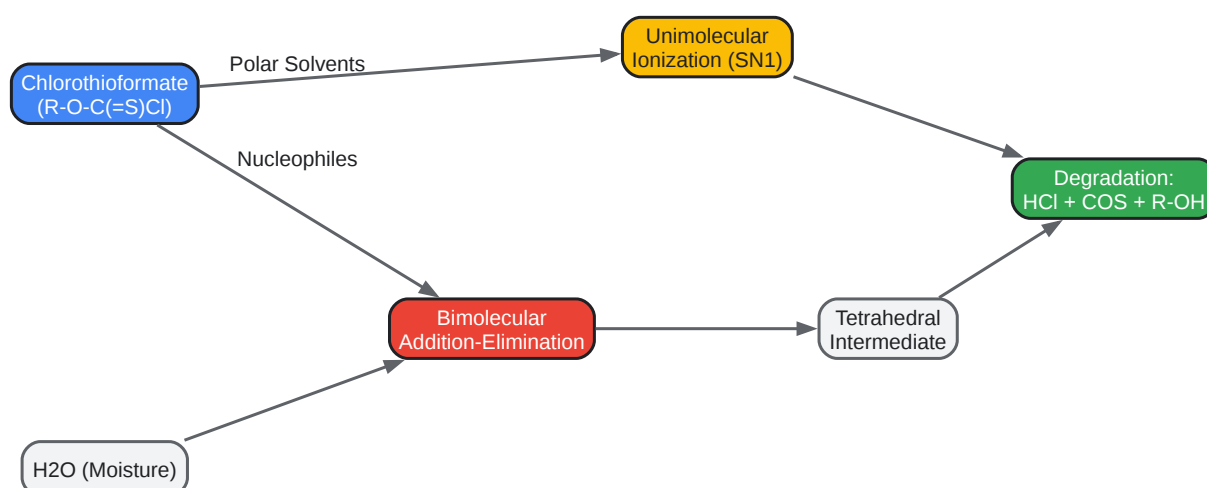 Unimolecular
Ionization (SN1)
Polar Solvents
Chlorothioformate
(R-O-C(=S)Cl)
Nucleophiles
Degradation:
HCl + COS + R-OH
Bimolecular
Addition-Elimination
Tetrahedral
Intermediate
H2O (Moisture)